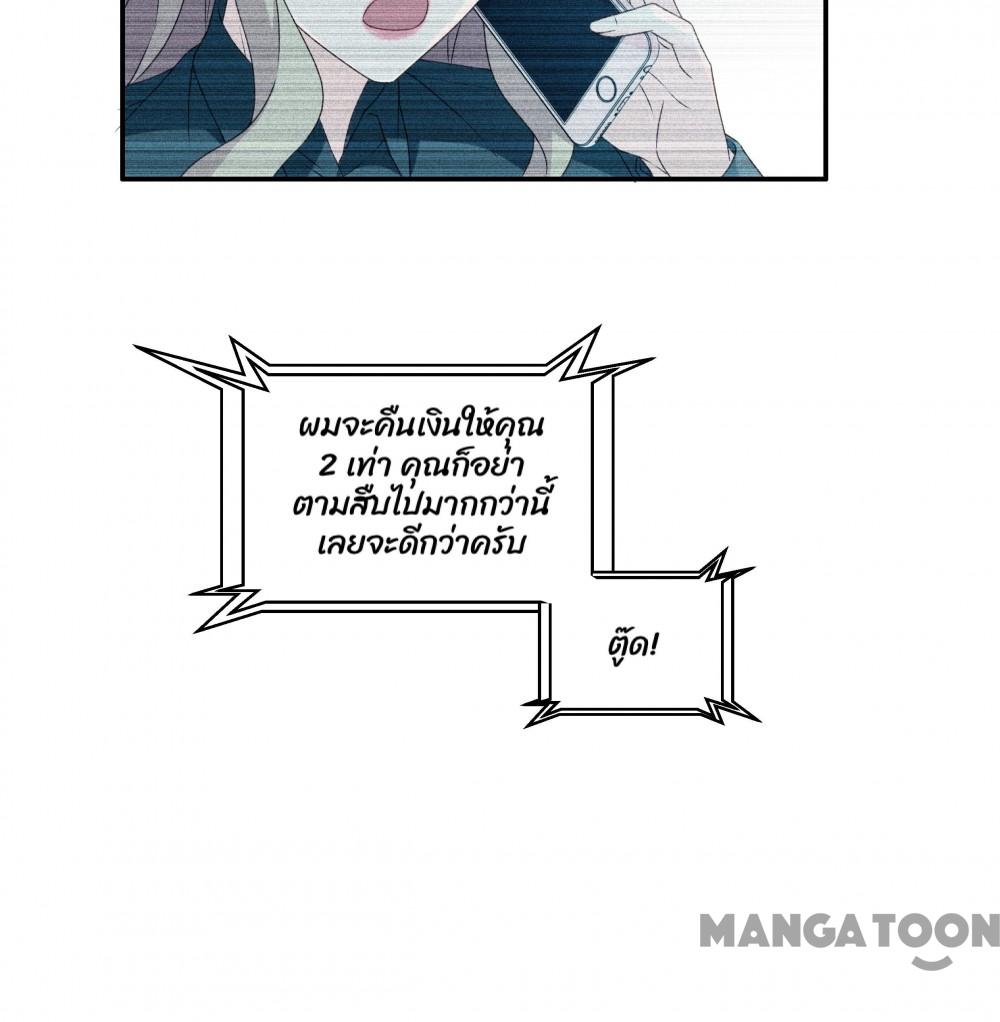 ผมจะคืนเงินให้คุณ
2 เท่า คุณก็อย่า
ตามสืบไปมากกว่านี้
เลยจะดีกว่าครับ
ตู๊ด!
MANGATOON